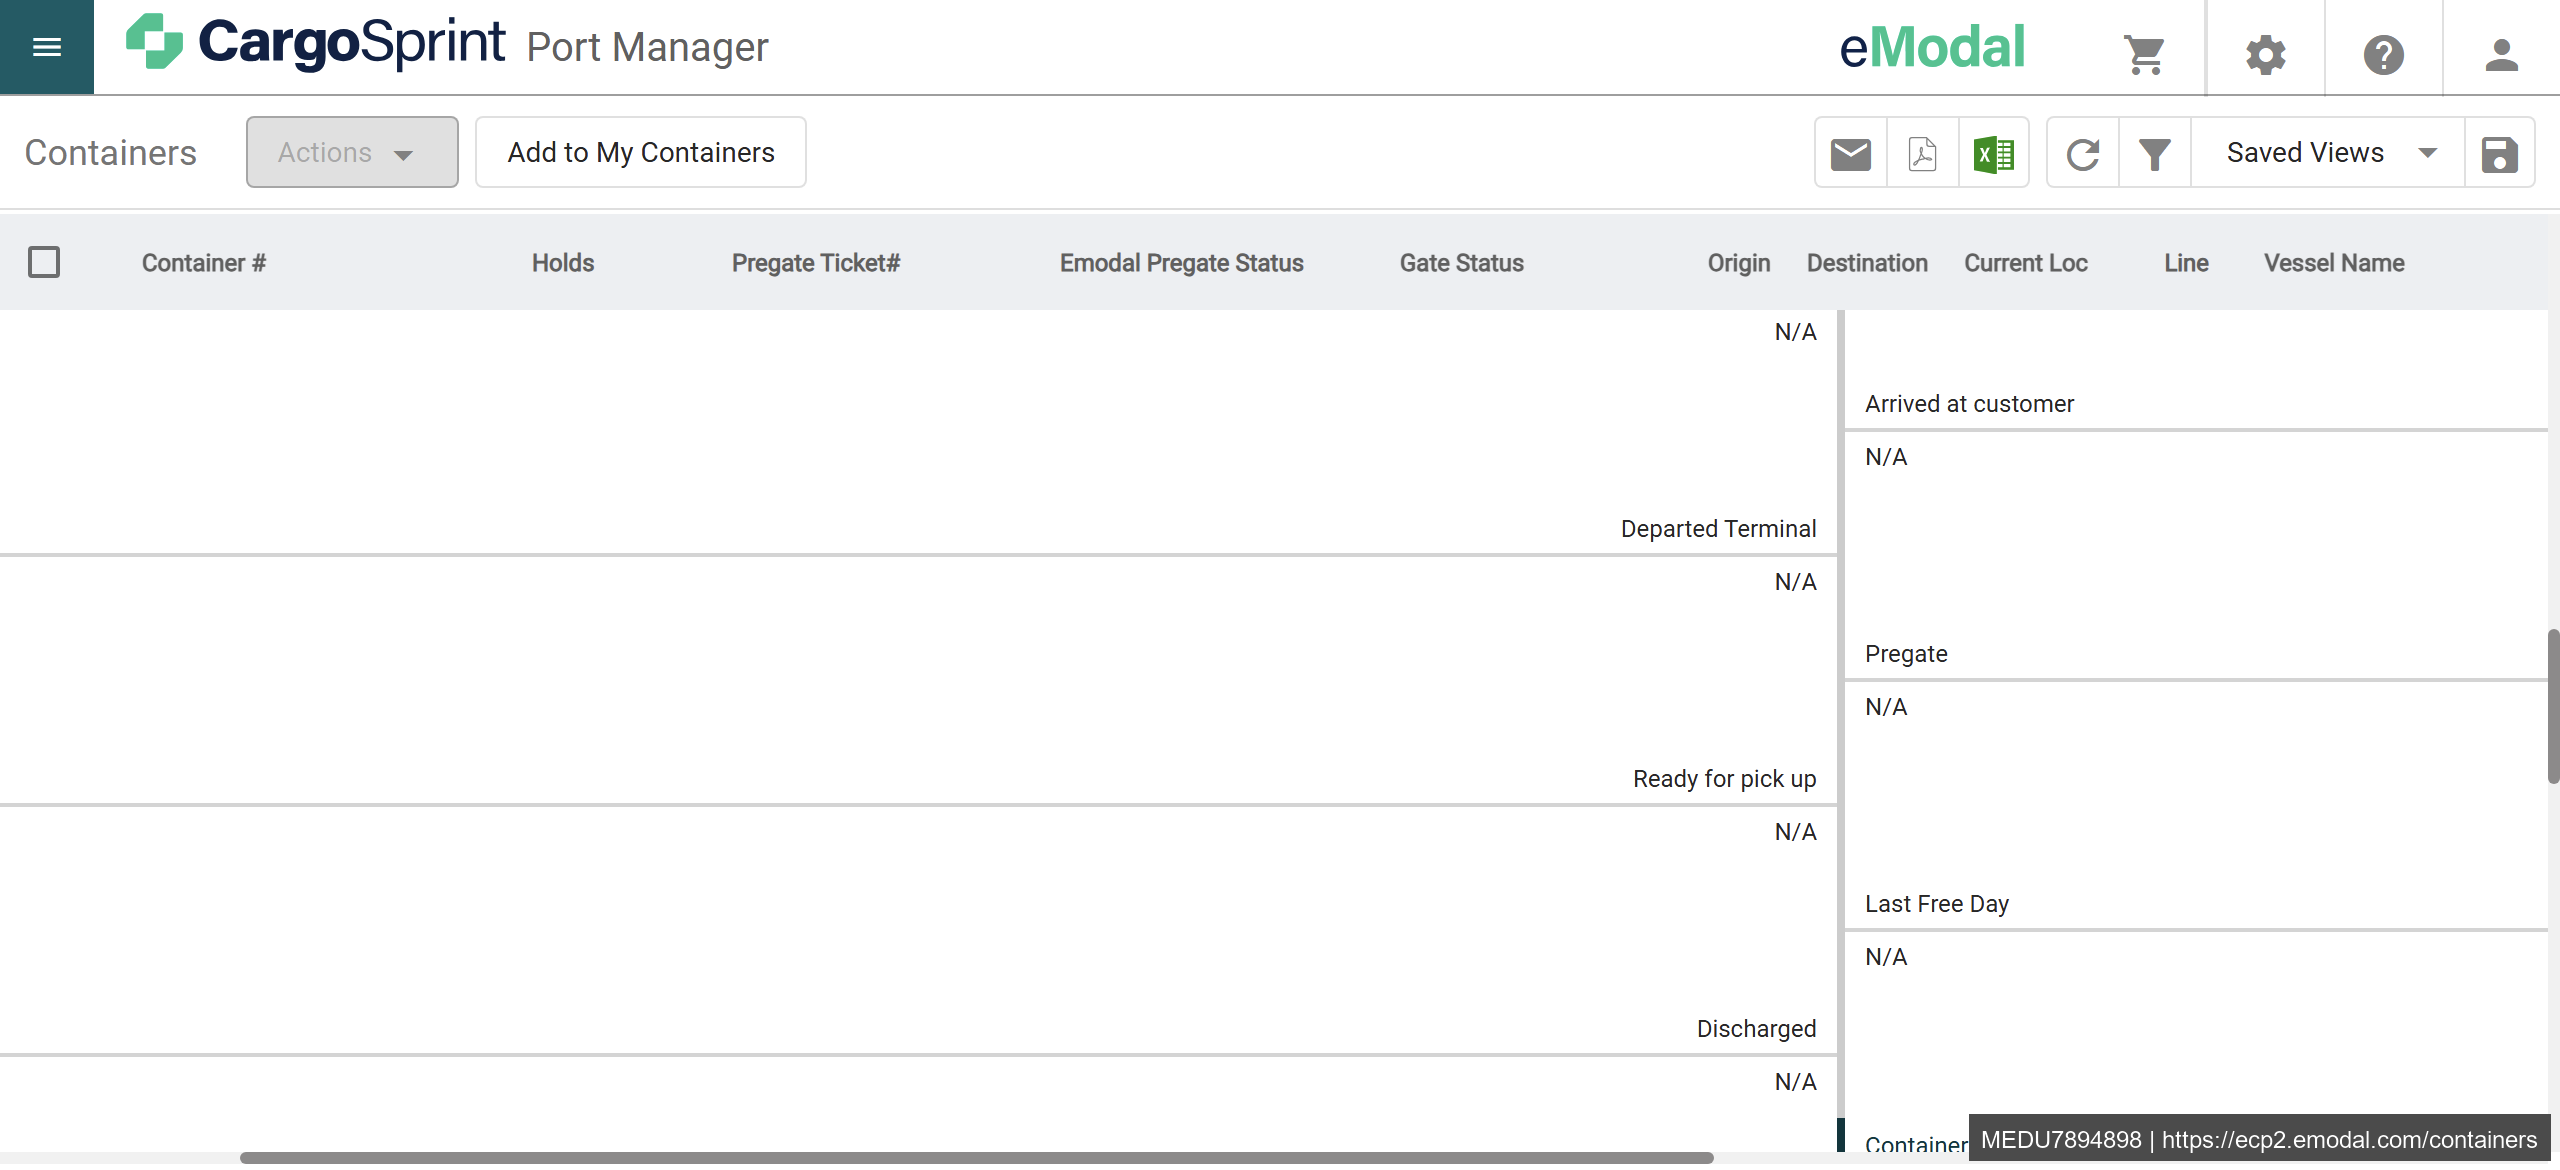 CargoSprint Port Manager
eModal
Containers
Actions
Add to My Containers
Saved Views
Container # Holds Pregate Ticket# Emodal Pregate Status Gate Status Origin Destination Current Loc Line Vessel Name
N/A
Arrived at customer
N/A
Departed Terminal
N/A
Pregate
N/A
Ready for pick up
N/A
Last Free Day
N/A
Discharged
N/A
Container
MEDU7894898 | https://ecp2.emodal.com/containers